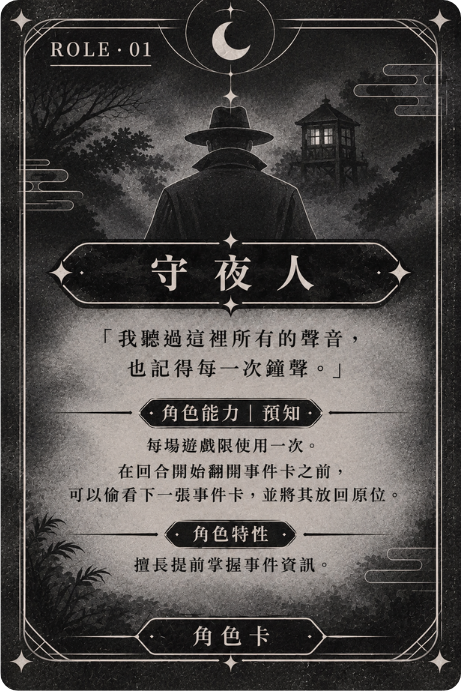 ROLE · 01
守夜人
「我聽過這裡所有的聲音，
也記得每一次鐘聲。」
角色能力｜預知
每場遊戲限使用一次。
在回合開始翻開事件卡之前，
可以偷看下一張事件卡，並將其放回原位。
角色特性
擅長提前掌握事件資訊。
角色卡